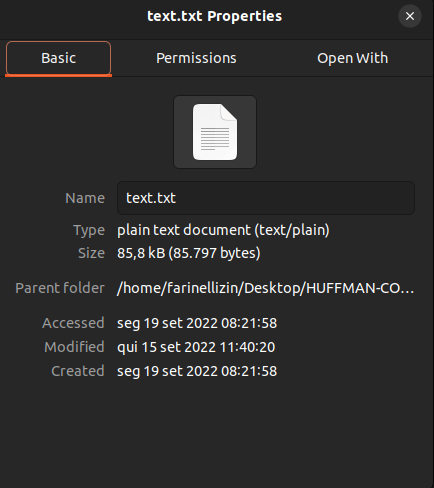 text.txt Properties
Basic Permissions Open With
Name text.txt
Type plain text document (text/plain)
Size 85,8 kB (85.797 bytes)
Parent folder /home/farinellizin/Desktop/HUFFMAN-CO...
Accessed seg 19 set 2022 08:21:58
Modified qui 15 set 2022 11:40:20
Created seg 19 set 2022 08:21:58